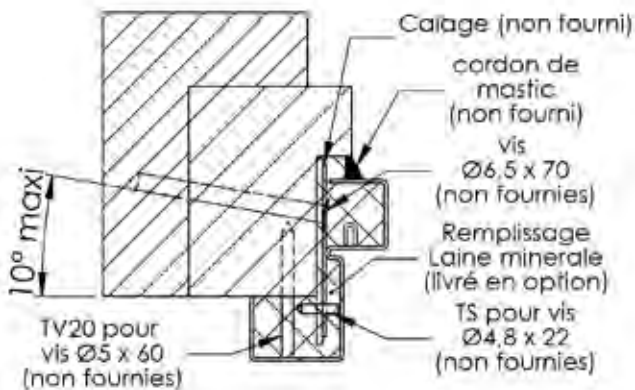 Calage (non fourni)
cordon de
mastic
(non fourni)
vis
Ø6.5 x 70
(non fournies)
10° maxi
Remplissage
Laine minerale
(livré en option)
TV20 pour
vis Ø5 x 60
(non fournies)
TS pour vis
Ø4,8 x 22
(non fournies)